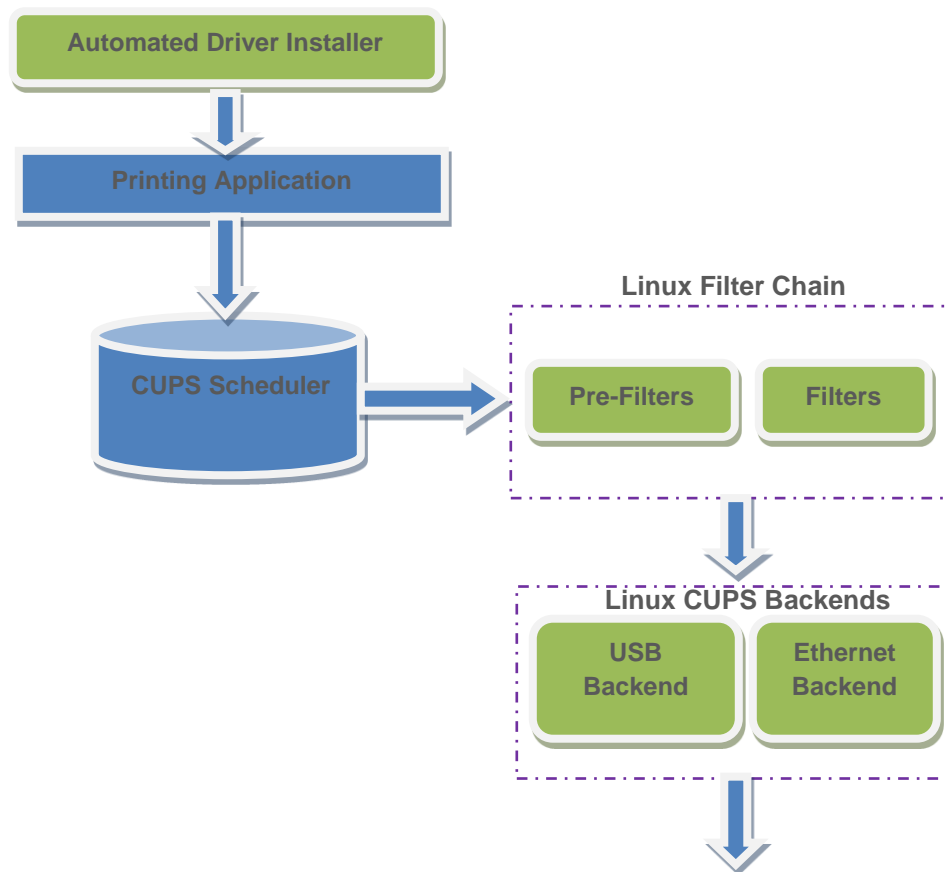 Automated Driver Installer
Printing Application
Linux Filter Chain
CUPS Scheduler
Pre-Filters
Filters
Linux CUPS Backends
USB
Backend
Ethernet
Backend